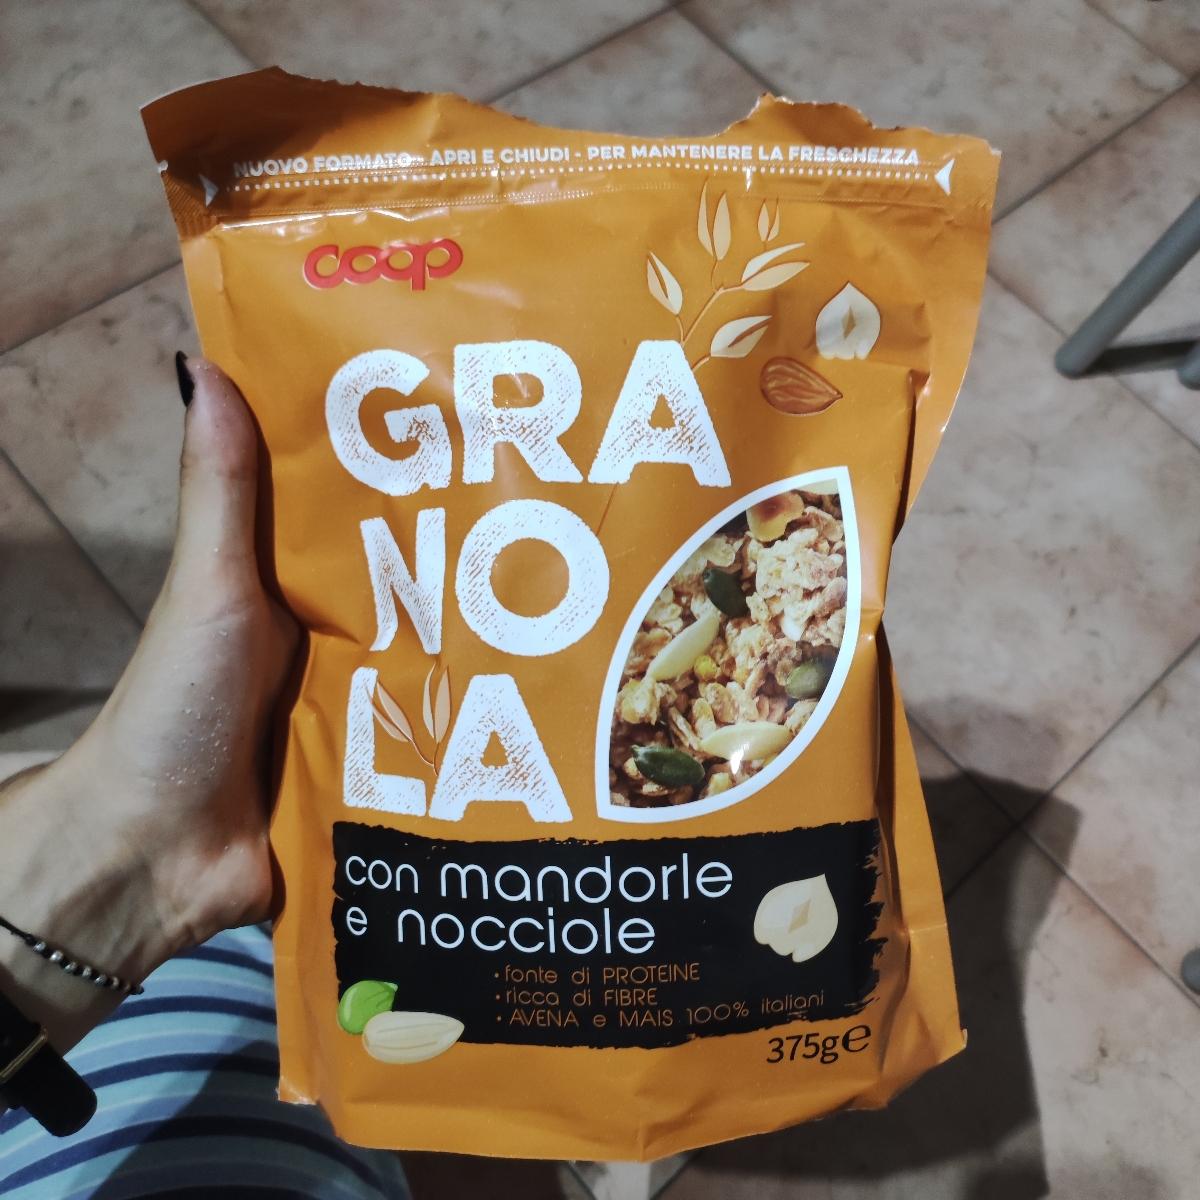 NUOVO FORMATO - APRI E CHIUDI - PER MANTENERE LA FRESCHEZZA
coop
GRA
NO
LA
con mandorle
e nocciole
• fonte di PROTEINE
• ricca di FIBRE
• AVENA e MAIS 100% italiani
375g℮